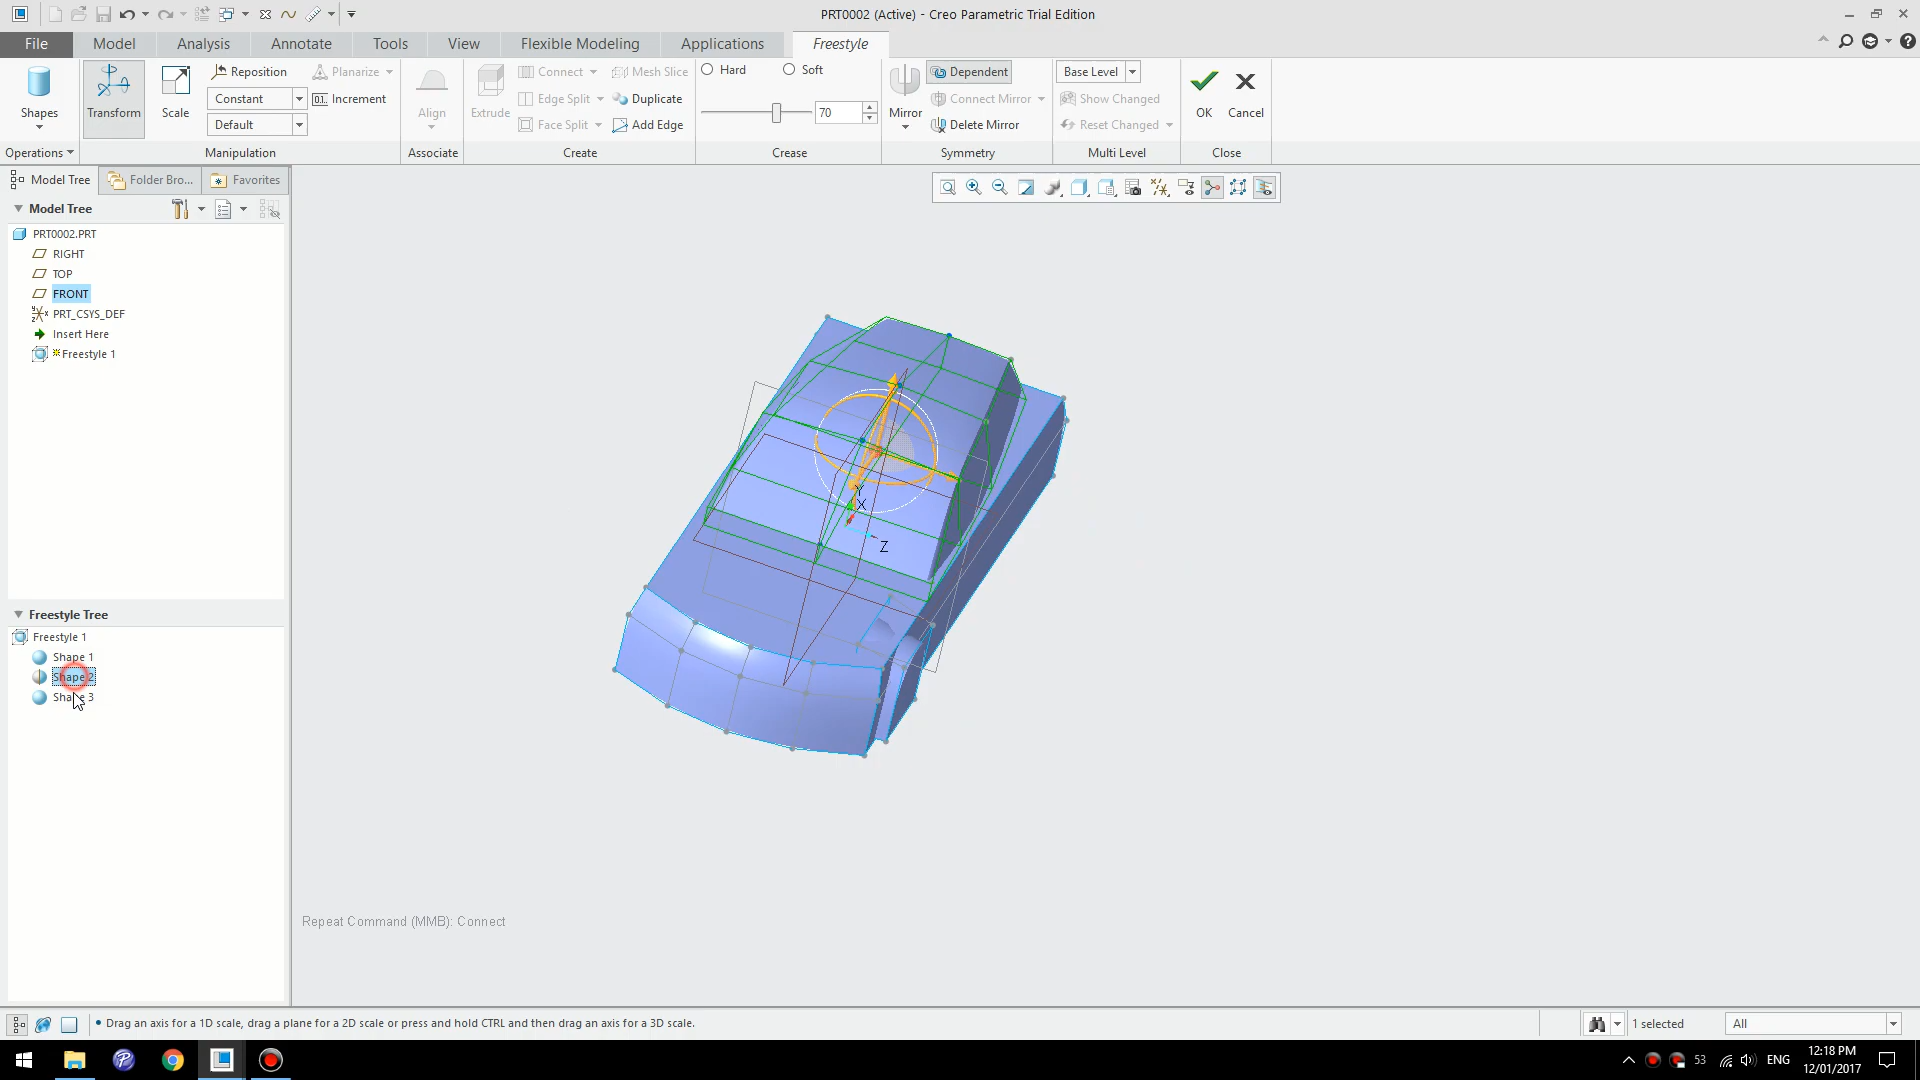 PRT0002 (Active) - Creo Parametric Trial Edition
File Model Analysis Annotate Tools View Flexible Modeling Applications Freestyle
Shapes
Operations
Transform
Scale
Reposition
Constant
Default
Planarize
Increment
Manipulation
Align
Associate
Extrude
Connect
Edge Split
Face Split
Mesh Slice
Duplicate
Add Edge
Create
Hard Soft
70
Crease
Mirror
Dependent
Connect Mirror
Delete Mirror
Symmetry
Base Level
Show Changed
Reset Changed
Multi Level
OK Cancel
Close
Model Tree Folder Bro... Favorites
Model Tree
PRT0002.PRT
RIGHT
TOP
FRONT
PRT_CSYS_DEF
Insert Here
Freestyle 1
Freestyle Tree
Freestyle 1
Shape 1
Shape 2
Shape 3
Y
X
Z
Repeat Command (MMB): Connect
Drag an axis for a 1D scale, drag a plane for a 2D scale or press and hold CTRL and then drag an axis for a 3D scale.
1 selected
All
53 ENG
12:18 PM
12/01/2017